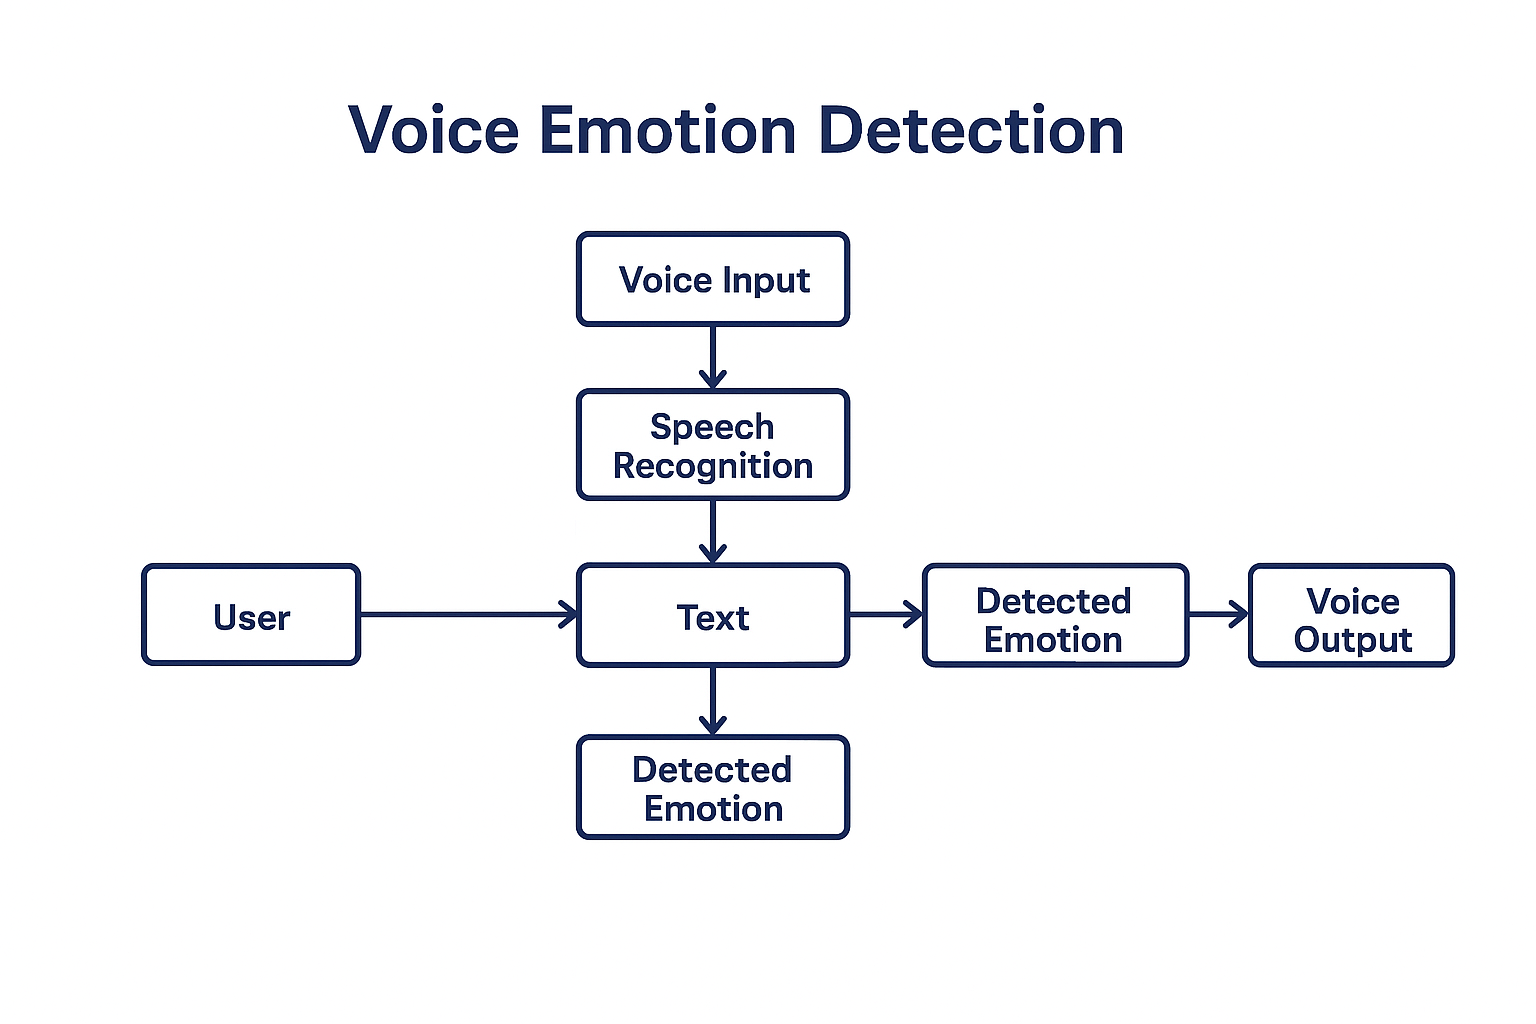 Voice Emotion Detection
Voice Input
Speech
Recognition
User
Text
Detected
Emotion
Voice
Output
Detected
Emotion